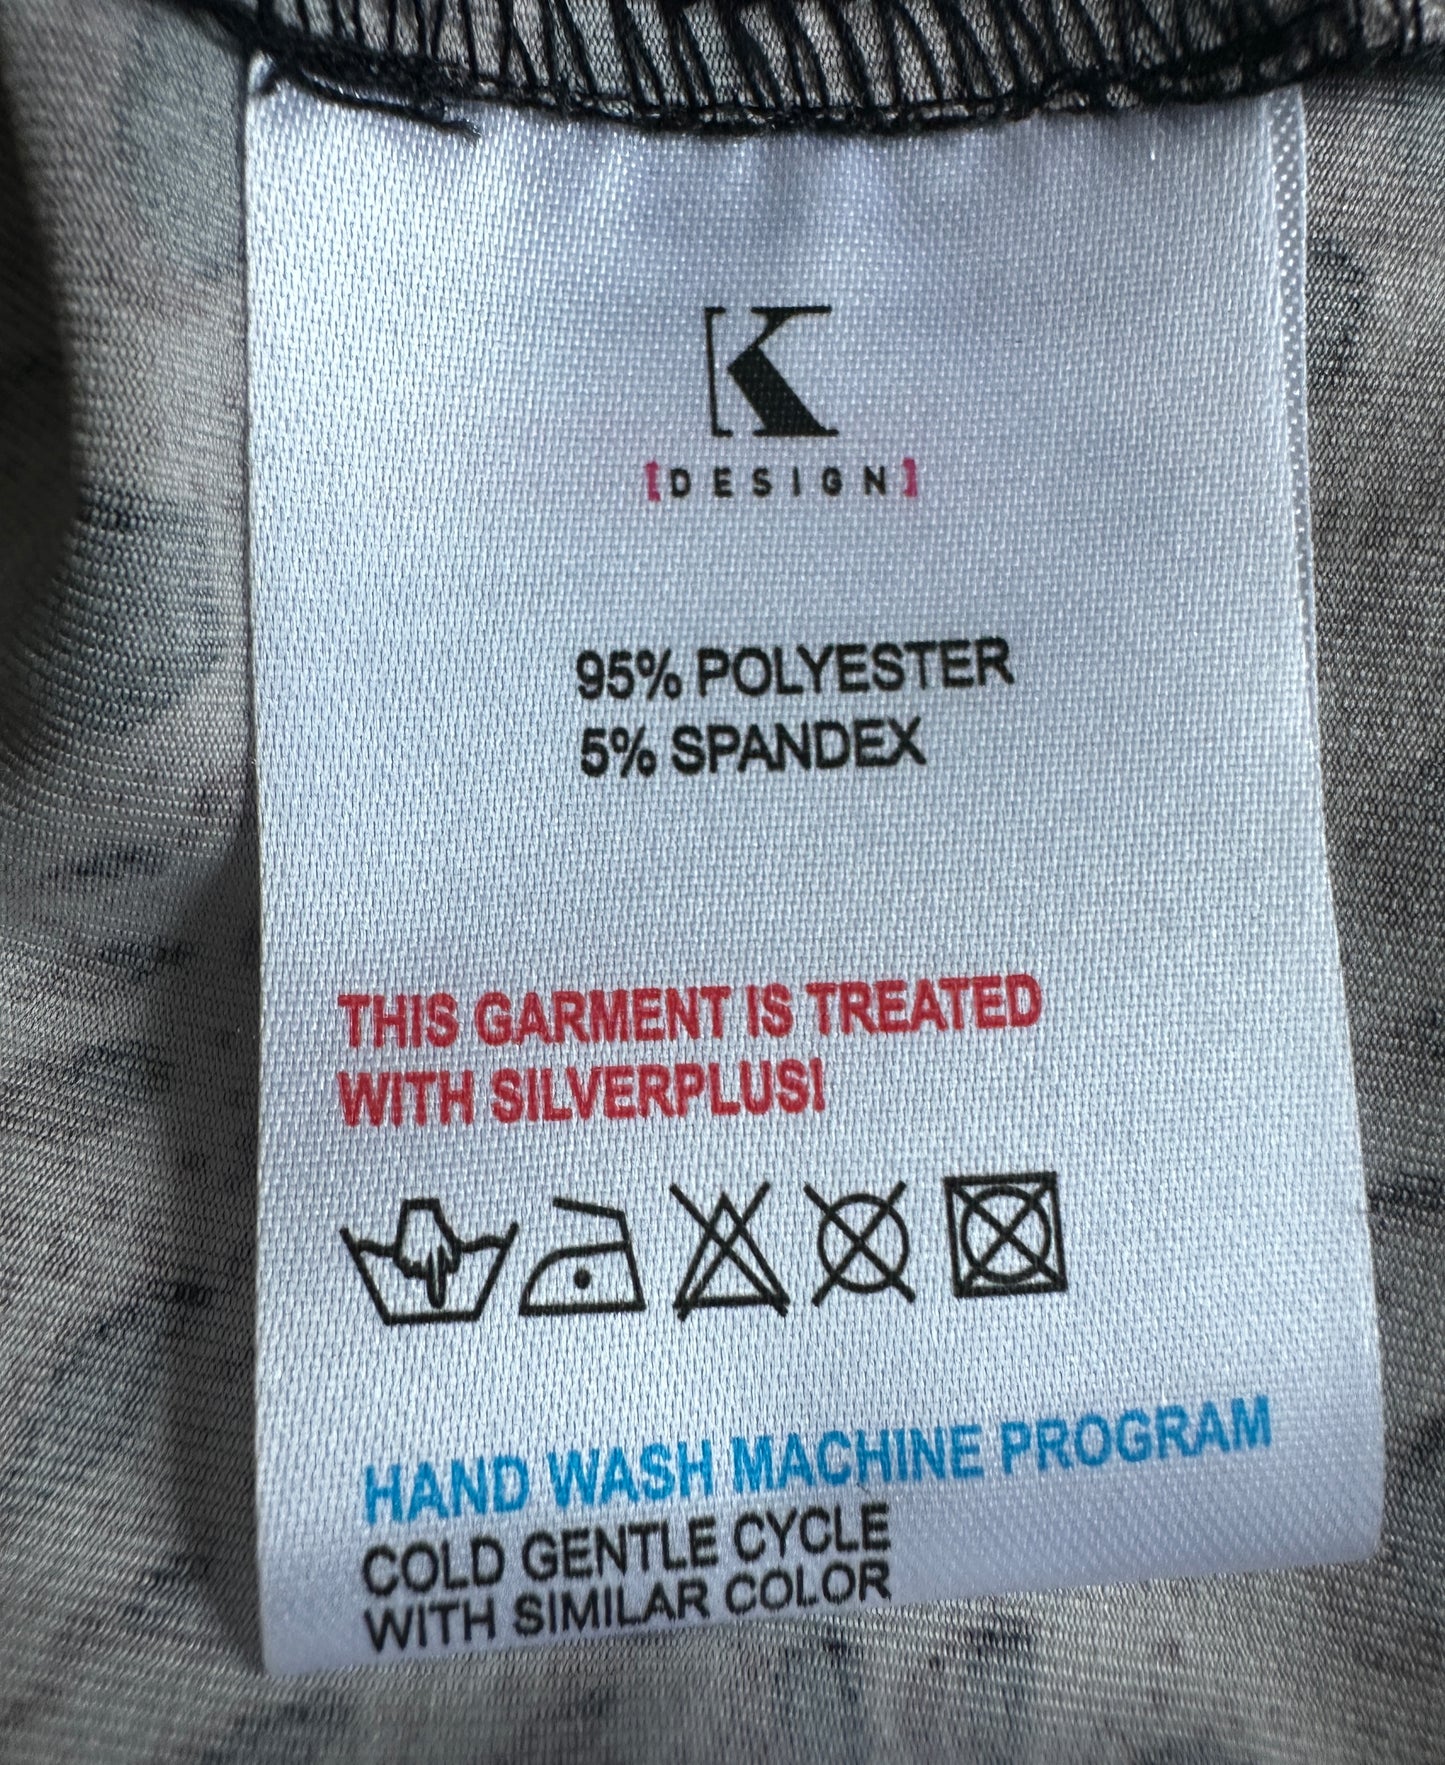 K
[DESIGN]
95% POLYESTER
5% SPANDEX
THIS GARMENT IS TREATED
WITH SILVERPLUS!
HAND WASH MACHINE PROGRAM
COLD GENTLE CYCLE
WITH SIMILAR COLOR